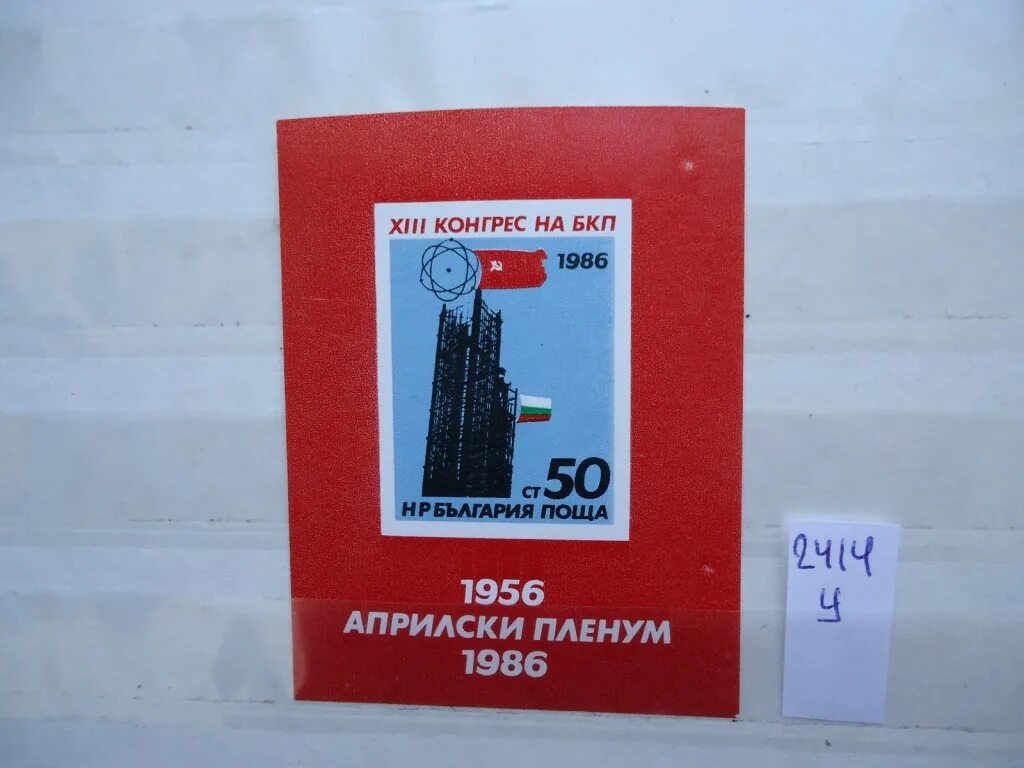 XIII КОНГРЕС НА БКП
1986
СТ 50
НР БЪЛГАРИЯ ПОЩА
1956
АПРИЛСКИ ПЛЕНУМ
1986
2414
У